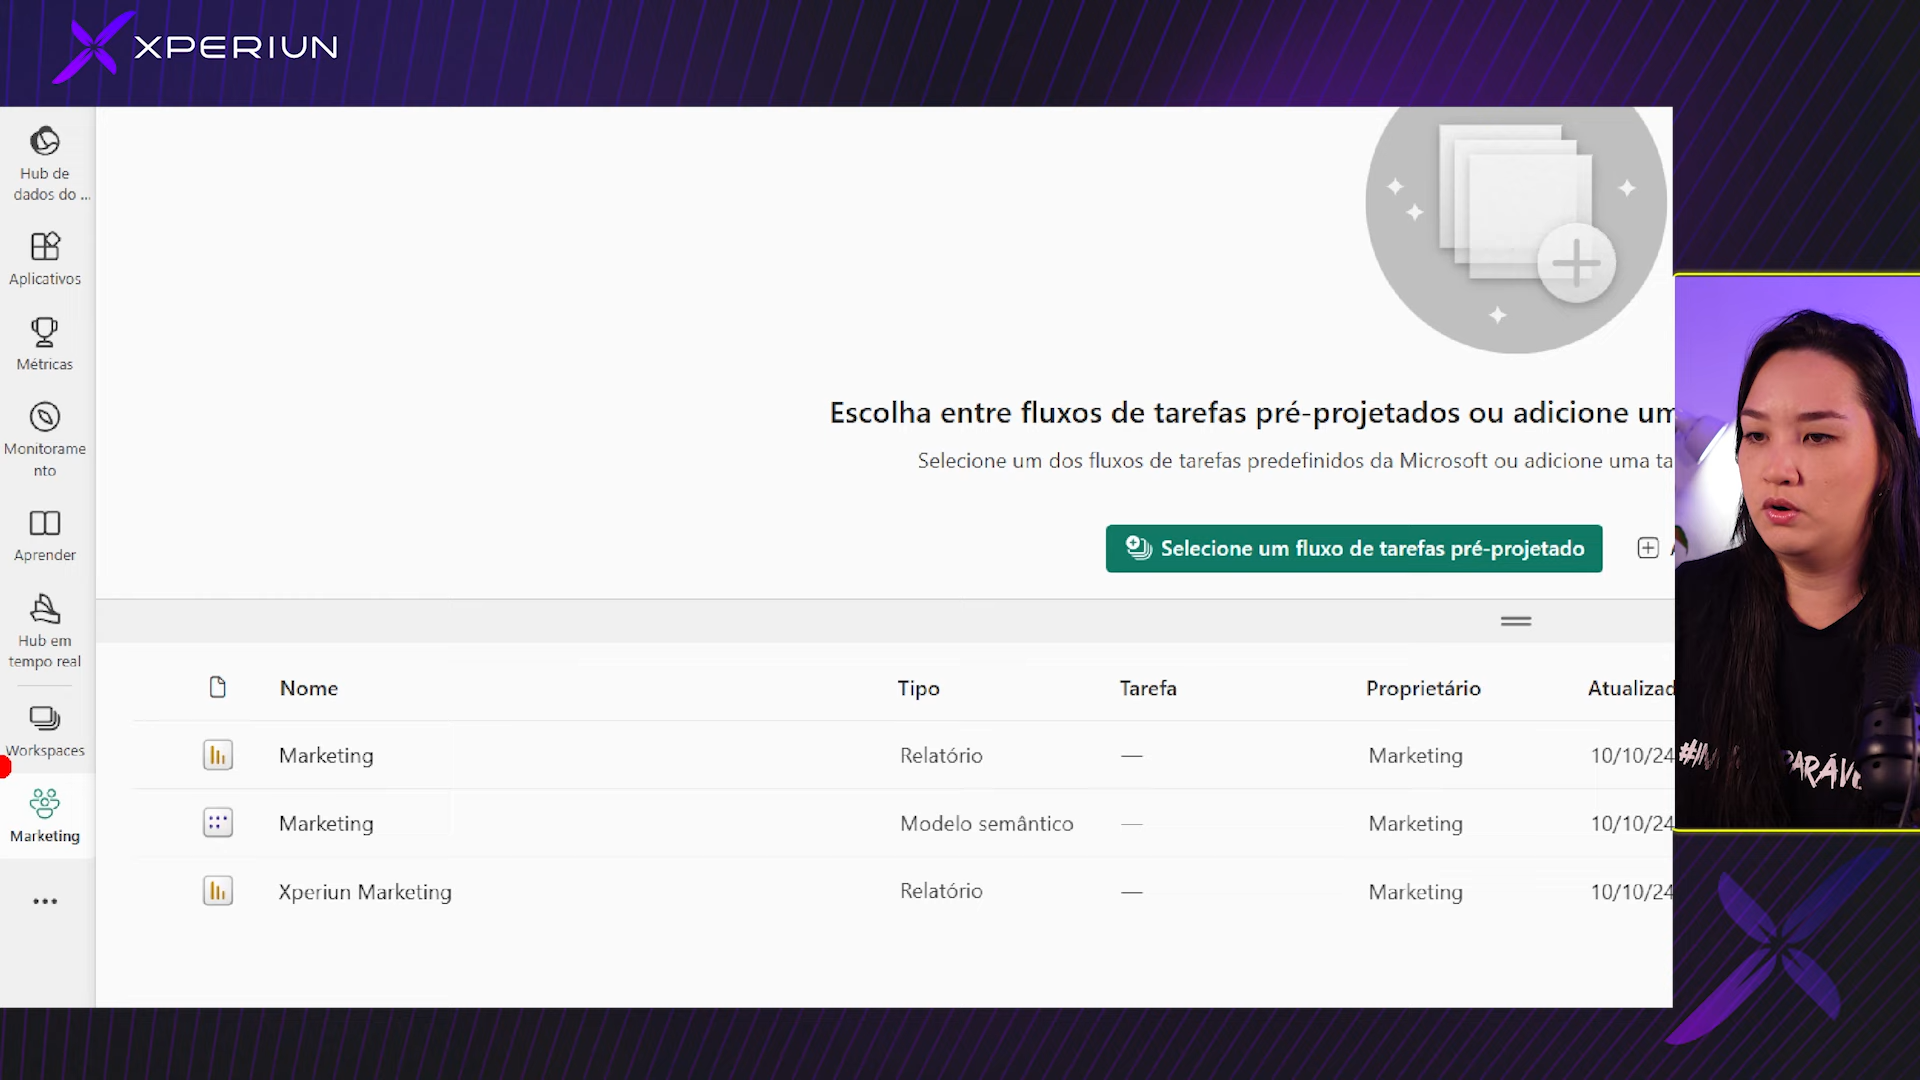 XPERIUN
Hub de
dados do ...
Aplicativos
Métricas
Monitorame
nto
Aprender
Hub em
tempo real
Workspaces
Marketing
Escolha entre fluxos de tarefas pré-projetados ou adicione um
Selecione um dos fluxos de tarefas predefinidos da Microsoft ou adicione uma ta
Selecione um fluxo de tarefas pré-projetado
Nome Tipo Tarefa Proprietário Atualizad
Marketing Relatório — Marketing 10/10/24
Marketing Modelo semântico — Marketing 10/10/24
Xperiun Marketing Relatório — Marketing 10/10/24